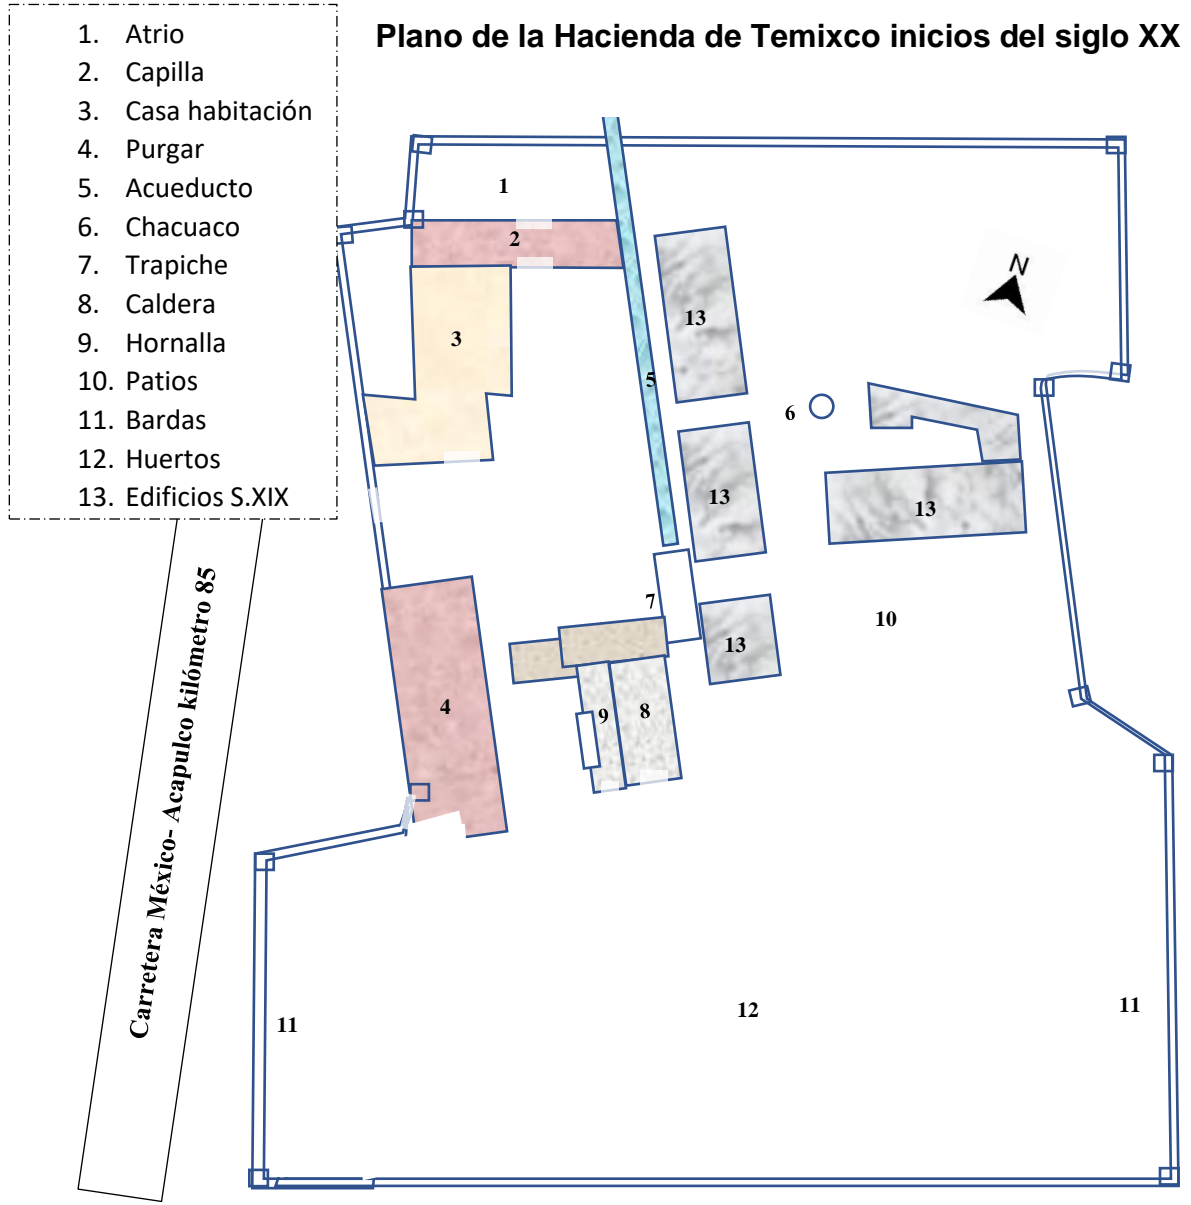 Plano de la Hacienda de Temixco inicios del siglo XX
1. Atrio
2. Capilla
3. Casa habitación
4. Purgar
5. Acueducto
6. Chacuaco
7. Trapiche
8. Caldera
9. Hornalla
10. Patios
11. Bardas
12. Huertos
13. Edificios S.XIX
1
2
N
13
3
5
6
13
13
7
10
13
4
9
8
Carretera México- Acapulco kilómetro 85
11
12
11